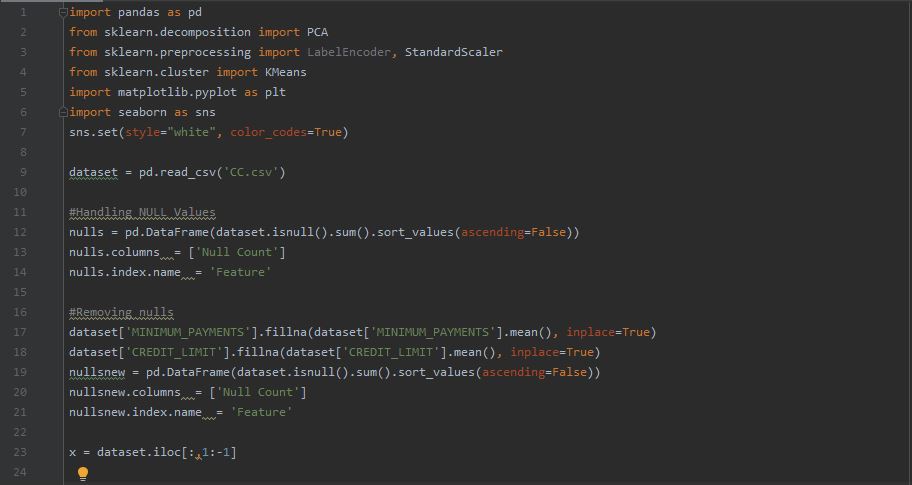 1 import pandas as pd
2 from sklearn.decomposition import PCA
3 from sklearn.preprocessing import LabelEncoder, StandardScaler
4 from sklearn.cluster import KMeans
5 import matplotlib.pyplot as plt
6 import seaborn as sns
7 sns.set(style="white", color_codes=True)
8
9 dataset = pd.read_csv('CC.csv')
10
11 #Handling NULL Values
12 nulls = pd.DataFrame(dataset.isnull().sum().sort_values(ascending=False))
13 nulls.columns  = ['Null Count']
14 nulls.index.name  = 'Feature'
15
16 #Removing nulls
17 dataset['MINIMUM_PAYMENTS'].fillna(dataset['MINIMUM_PAYMENTS'].mean(), inplace=True)
18 dataset['CREDIT_LIMIT'].fillna(dataset['CREDIT_LIMIT'].mean(), inplace=True)
19 nullsnew = pd.DataFrame(dataset.isnull().sum().sort_values(ascending=False))
20 nullsnew.columns  = ['Null Count']
21 nullsnew.index.name  = 'Feature'
22
23 x = dataset.iloc[:,1:-1]
24